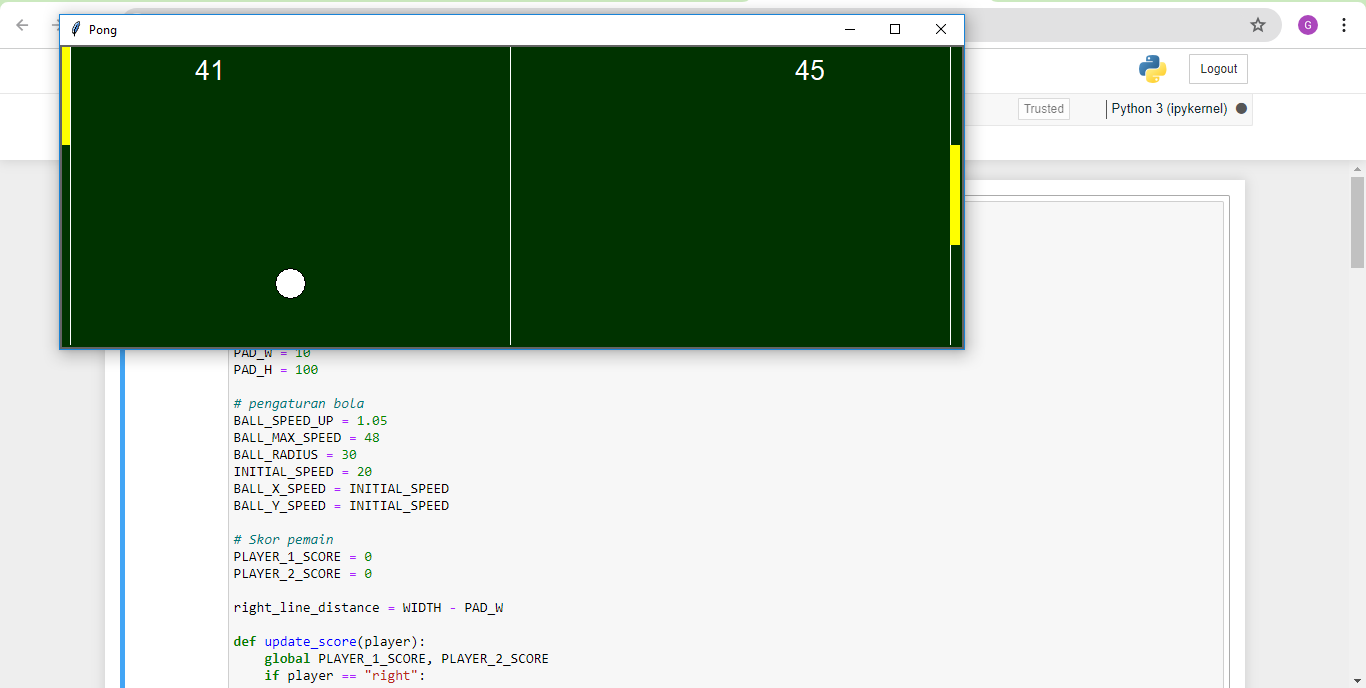 Pong
41 45
G
Logout
Trusted
Python 3 (ipykernel)
PAD_W = 10
PAD_H = 100
# pengaturan bola
BALL_SPEED_UP = 1.05
BALL_MAX_SPEED = 48
BALL_RADIUS = 30
INITIAL_SPEED = 20
BALL_X_SPEED = INITIAL_SPEED
BALL_Y_SPEED = INITIAL_SPEED
# Skor pemain
PLAYER_1_SCORE = 0
PLAYER_2_SCORE = 0
right_line_distance = WIDTH - PAD_W
def update_score(player):
global PLAYER_1_SCORE, PLAYER_2_SCORE
if player == "right":